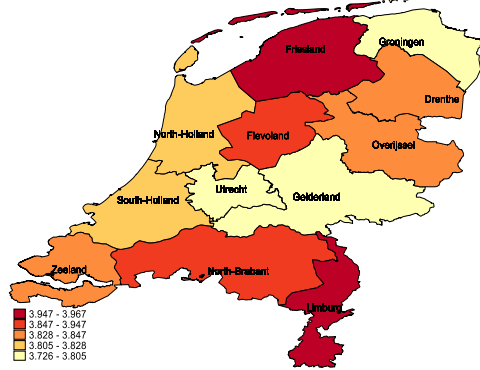 Groningen
Friesland
Drenthe
North-Holland
Flevoland
Overijssel
Utrecht
Gelderland
South-Holland
Zeeland
North-Brabant
Limburg
3.947 - 3.967
3.847 - 3.947
3.828 - 3.847
3.805 - 3.828
3.726 - 3.805